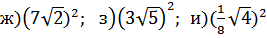 ж)(7√2)²; з)(3√5)²; и)(1/8 √4)²